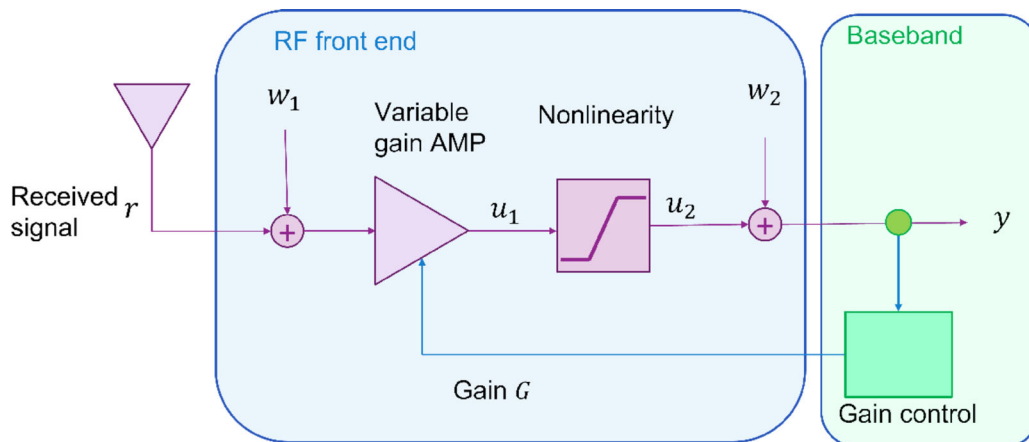 RF front end
Baseband
w₁
Variable
gain AMP
Nonlinearity
w₂
Received
signal
r
+
u₁
u₂
+
y
Gain G
Gain control